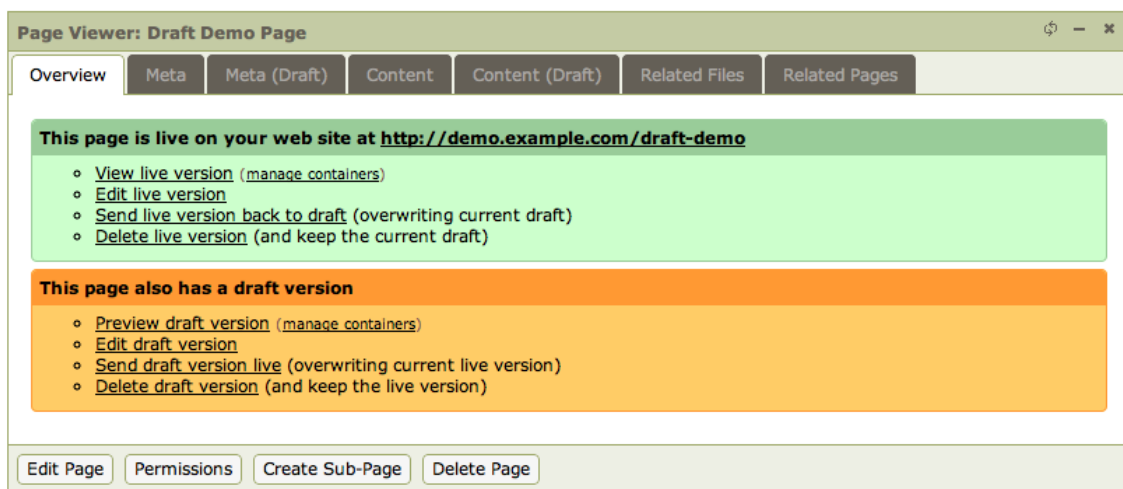 Page Viewer: Draft Demo Page
Overview Meta Meta (Draft) Content Content (Draft) Related Files Related Pages
This page is live on your web site at http://demo.example.com/draft-demo
View live version (manage containers)
Edit live version
Send live version back to draft (overwriting current draft)
Delete live version (and keep the current draft)
This page also has a draft version
Preview draft version (manage containers)
Edit draft version
Send draft version live (overwriting current live version)
Delete draft version (and keep the live version)
Edit Page Permissions Create Sub-Page Delete Page